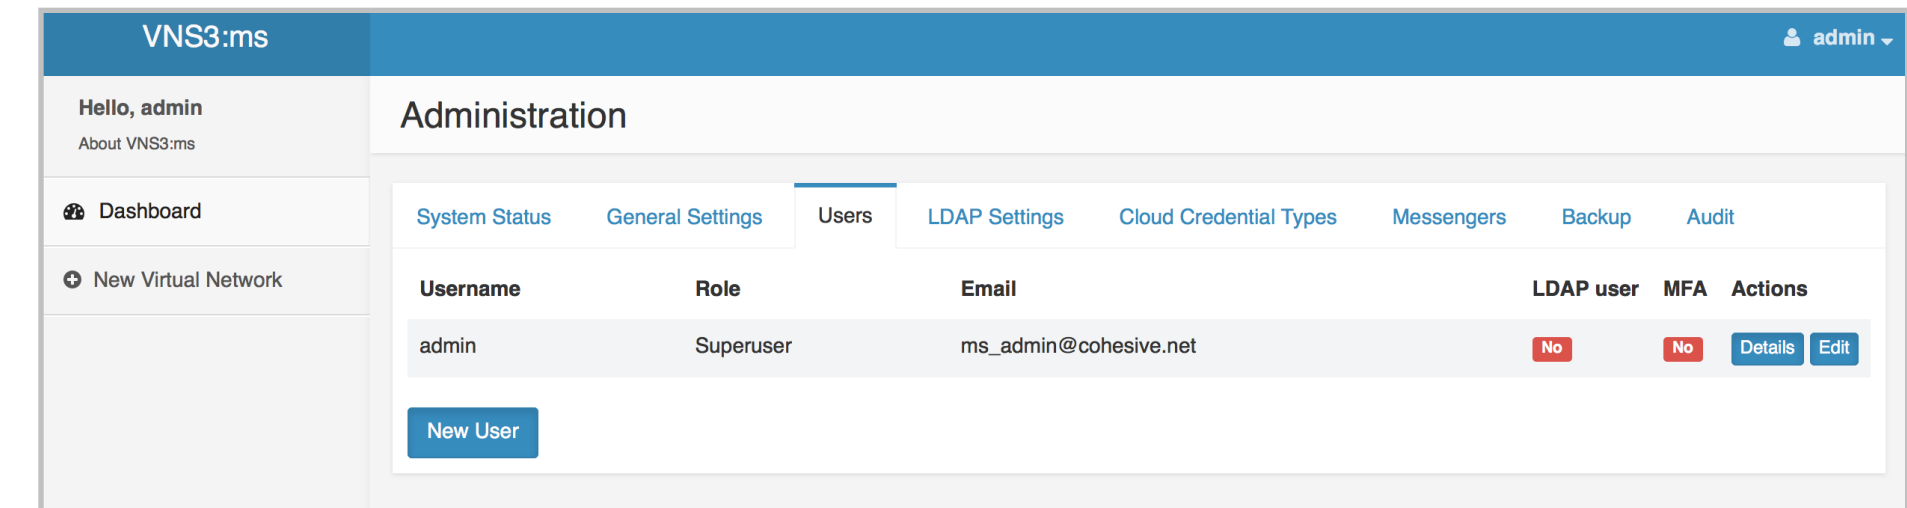 VNS3:ms
admin
Hello, admin
About VNS3:ms
Dashboard
New Virtual Network
Administration
System Status General Settings Users LDAP Settings Cloud Credential Types Messengers Backup Audit
Username Role Email LDAP user MFA Actions
admin Superuser ms_admin@cohesive.net No No Details Edit
New User